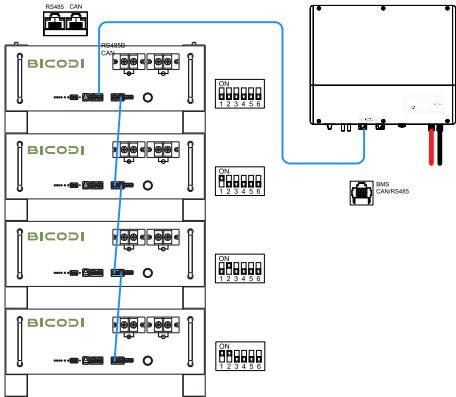 RS485 CAN
RS485B
CAN
BICODI
ON
1 2 3 4 5 6
BICODI
ON
1 2 3 4 5 6
BMS
CAN/RS485
BICODI
ON
1 2 3 4 5 6
BICODI
ON
1 2 3 4 5 6